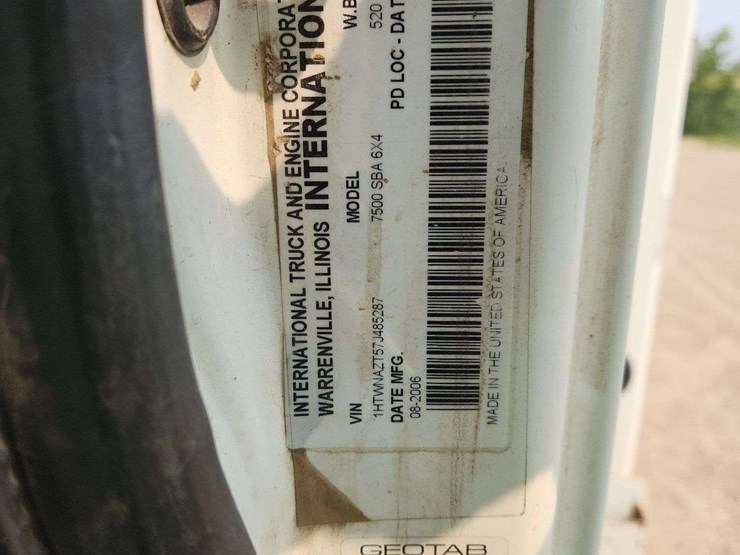 INTERNATIONAL TRUCK AND ENGINE CORPORA
WARRENVILLE, ILLINOIS INTERNATION
VIN MODEL W.B
1HTWNAZT57J485287 7500 SBA 6X4 520
DATE MFG. PD LOC - DAT
08-2006
MADE IN THE UNITED STATES OF AMERICA.
GEOTAB